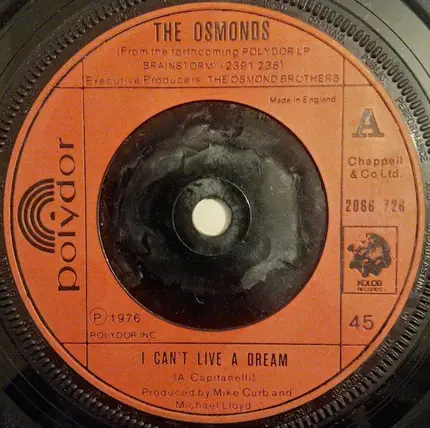 THE OSMONDS
(From the forthcoming POLYDOR LP
BRAINSTORM - 2391 236)
Executive Producers: THE OSMOND BROTHERS
Made in England
A
Chappell
& Co Ltd.
2066 726
polydor
KOLOB
RECORDS
℗ 1976
POLYDOR INC
45
I CAN'T LIVE A DREAM
(A. Capitanelli)
Produced by Mike Curb and
Michael Lloyd